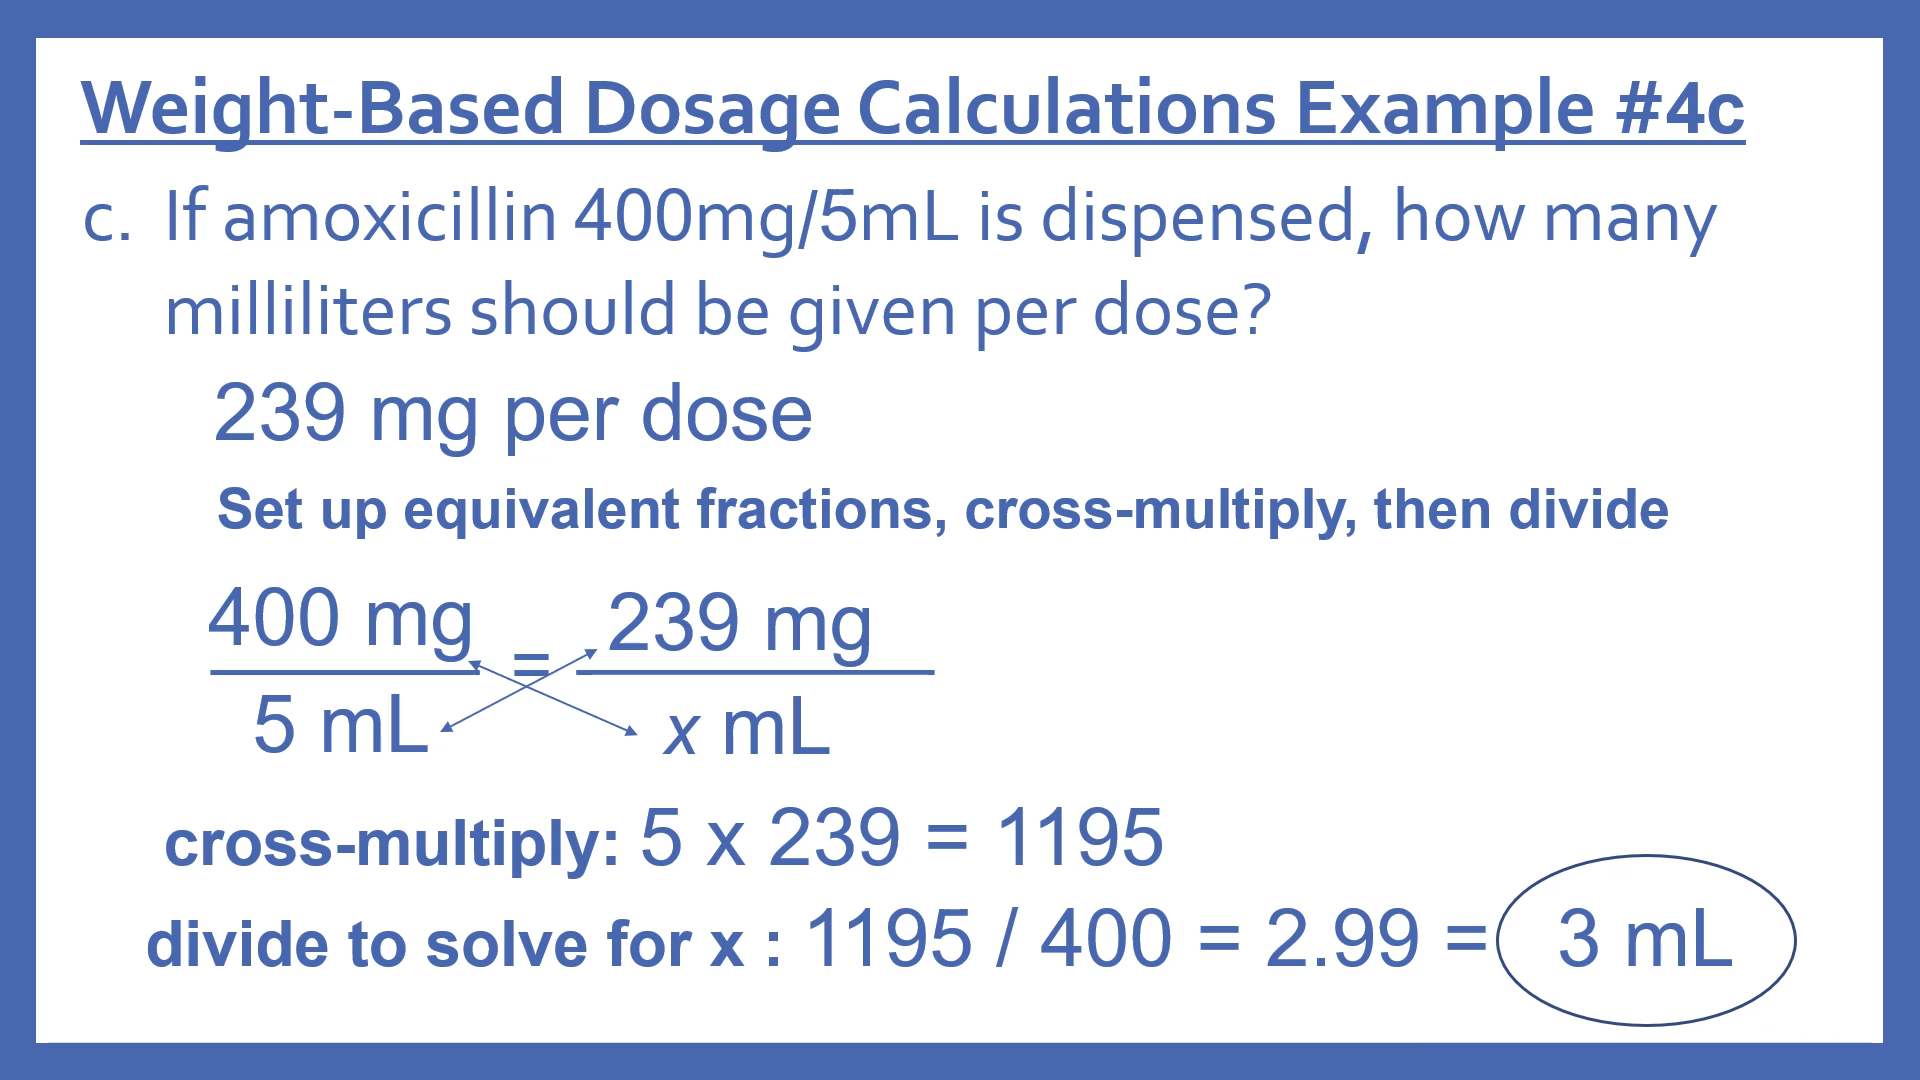 Weight-Based Dosage Calculations Example #4c
c. If amoxicillin 400mg/5mL is dispensed, how many
milliliters should be given per dose?
239 mg per dose
Set up equivalent fractions, cross-multiply, then divide
400 mg = 239 mg
5 mL x mL
cross-multiply: 5 x 239 = 1195
divide to solve for x : 1195 / 400 = 2.99 = 3 mL